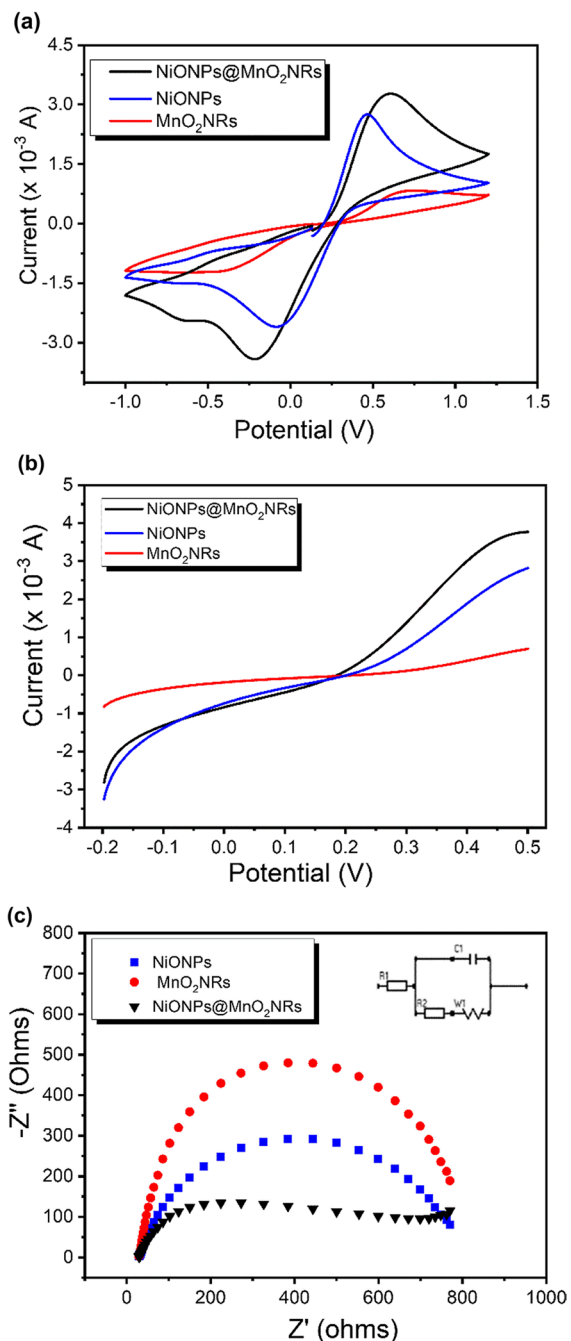 (a)
4.5
3.0
1.5
0.0
-1.5
-3.0
Current (x 10⁻³ A)
NiONPs@MnO₂NRs
NiONPs
MnO₂NRs
-1.0 -0.5 0.0 0.5 1.0 1.5
Potential (V)
(b)
5
4
3
2
1
0
-1
-2
-3
-4
Current (x 10⁻³ A)
NiONPs@MnO₂NRs
NiONPs
MnO₂NRs
-0.2 -0.1 0.0 0.1 0.2 0.3 0.4 0.5
Potential (V)
(c)
800
700
600
500
400
300
200
100
0
-Z'' (Ohms)
NiONPs
MnO₂NRs
NiONPs@MnO₂NRs
C1
R1
R2 W1
0 200 400 600 800 1000
Z' (ohms)